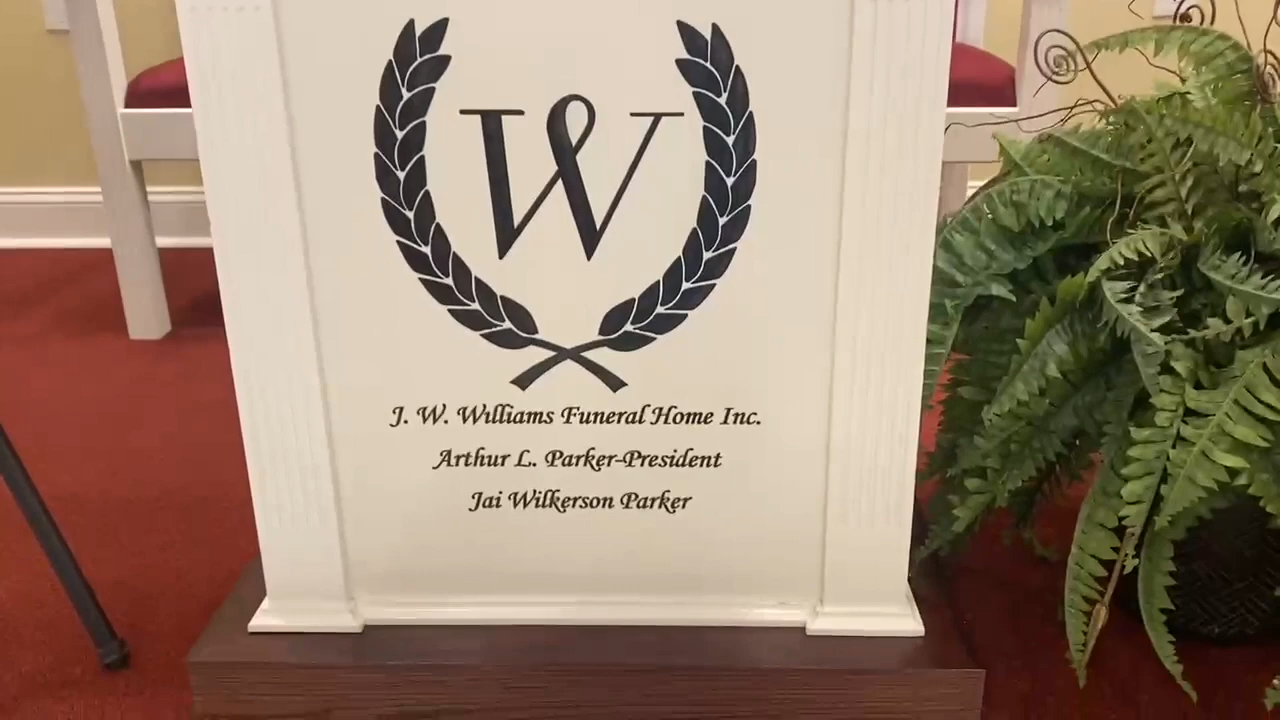 W
J. W. Williams Funeral Home Inc.
Arthur L. Parker-President
Jai Wilkerson Parker